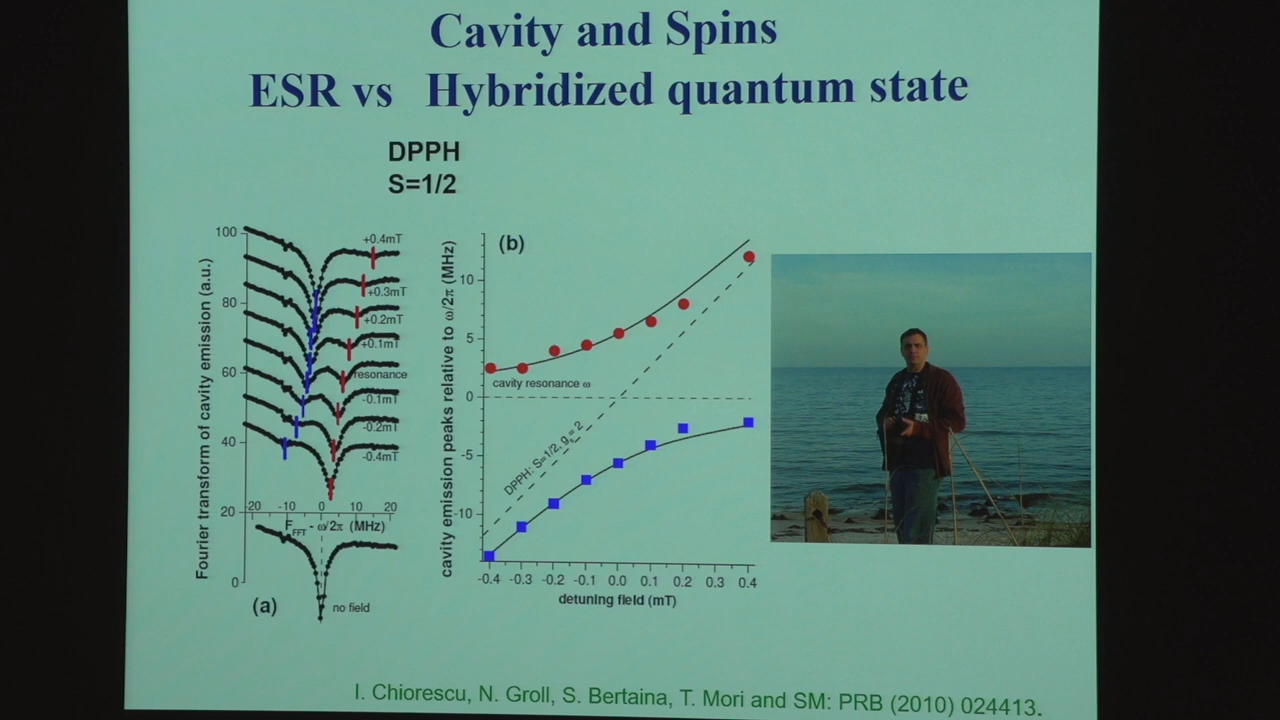 Cavity and Spins
ESR vs Hybridized quantum state
DPPH
S=1/2
Fourier transform of cavity emission (a.u.)
100
80
60
40
20
0
+0.4mT
+0.3mT
+0.2mT
+0.1mT
resonance
-0.1mT
-0.2mT
-0.4mT
-20 -10 0 10 20
F_FFT - ω/2π (MHz)
no field
(a)
cavity emission peaks relative to ω/2π (MHz)
(b)
10
5
0
-5
-10
cavity resonance ω
DPPH: S=1/2,
-0.4 -0.3 -0.2 -0.1 0.0 0.1 0.2 0.3 0.4
detuning field (mT)
I. Chiorescu, N. Groll, S. Bertaina, T. Mori and SM: PRB (2010) 024413.